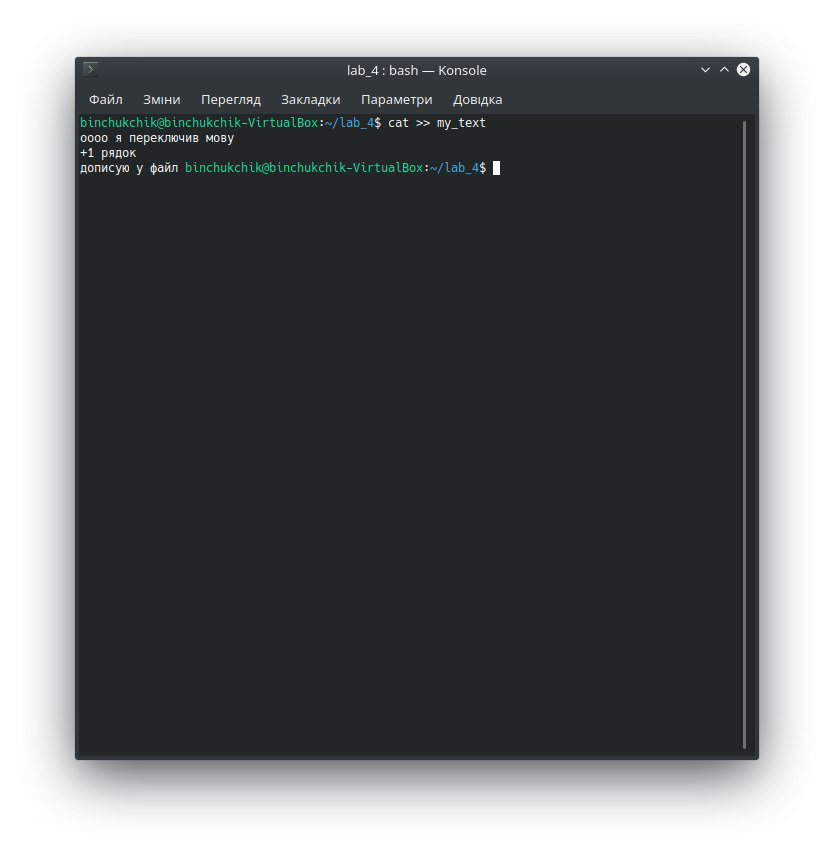 lab_4 : bash — Konsole
Файл Зміни Перегляд Закладки Параметри Довідка
binchukchik@binchukchik-VirtualBox:~/lab_4$ cat >> my_text
оооо я переключив мову
+1 рядок
дописую у файл binchukchik@binchukchik-VirtualBox:~/lab_4$